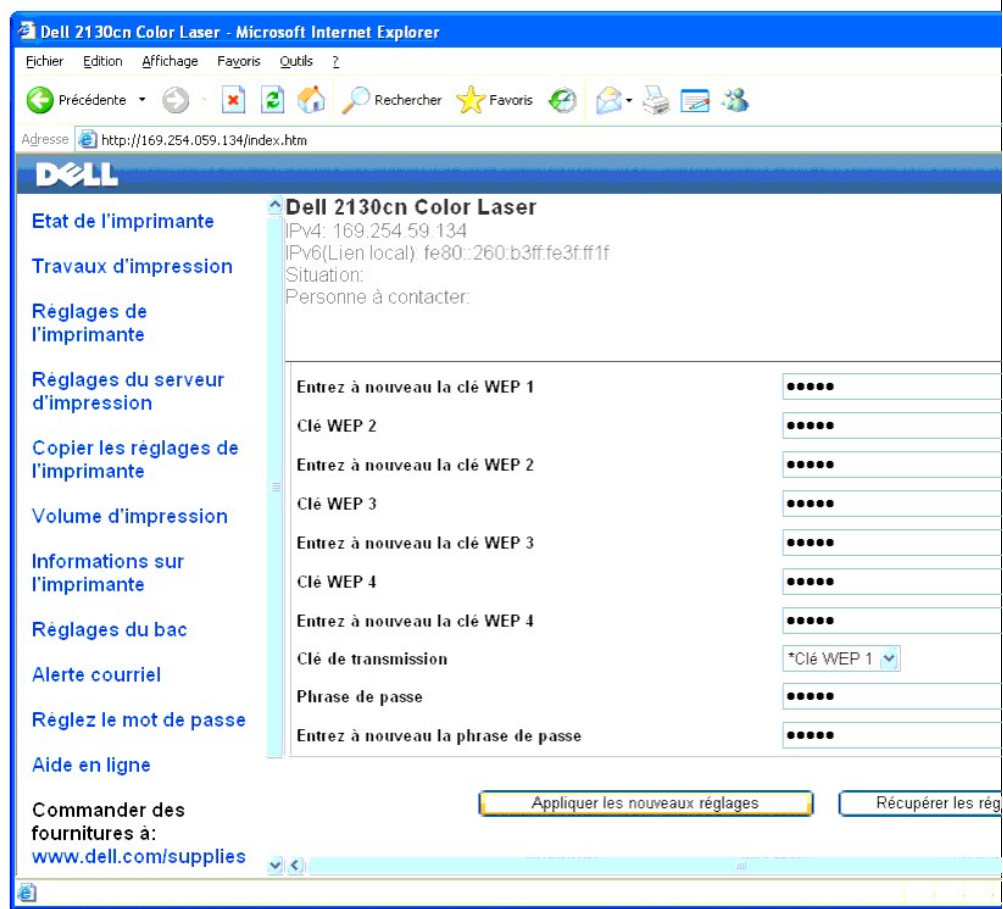 Dell 2130cn Color Laser - Microsoft Internet Explorer
Fichier Edition Affichage Favoris Outils ?
Précédente Rechercher Favoris
Adresse http://169.254.059.134/index.htm
DELL
Etat de l'imprimante
Travaux d'impression
Réglages de
l'imprimante
Réglages du serveur
d'impression
Copier les réglages de
l'imprimante
Volume d'impression
Informations sur
l'imprimante
Réglages du bac
Alerte courriel
Réglez le mot de passe
Aide en ligne
Commander des
fournitures à:
www.dell.com/supplies
Dell 2130cn Color Laser
IPv4: 169.254.59.134
IPv6(Lien local): fe80::260:b3ff:fe3f:ff1f
Situation:
Personne à contacter:
Entrez à nouveau la clé WEP 1 •••••
Clé WEP 2 •••••
Entrez à nouveau la clé WEP 2 •••••
Clé WEP 3 •••••
Entrez à nouveau la clé WEP 3 •••••
Clé WEP 4 •••••
Entrez à nouveau la clé WEP 4 •••••
Clé de transmission *Clé WEP 1
Phrase de passe •••••
Entrez à nouveau la phrase de passe •••••
Appliquer les nouveaux réglages Récupérer les rég